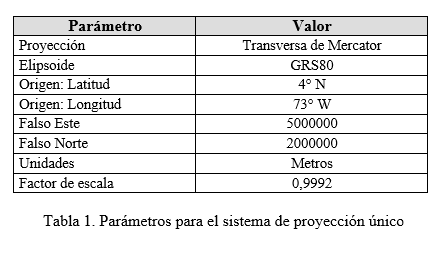 Parámetro Valor
Proyección Transversa de Mercator
Elipsoide GRS80
Origen: Latitud 4° N
Origen: Longitud 73° W
Falso Este 5000000
Falso Norte 2000000
Unidades Metros
Factor de escala 0,9992
Tabla 1. Parámetros para el sistema de proyección único